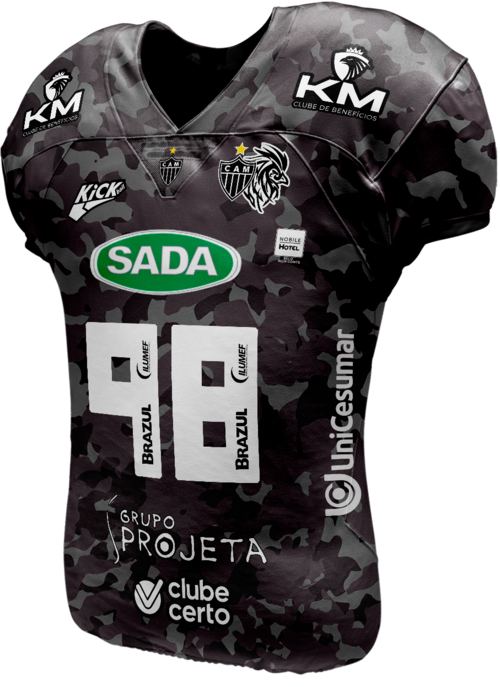 KM
CLUBE DE BENEFÍCIOS
KM
CLUBE DE BENEFÍCIOS
CAM
CAM
KICK
NOBILE
HOTEL
SADA
98
ILUMEF
BRAZUL
ILUMEF
BRAZUL
UniCesumar
GRUPO
PROJETA
clube
certo